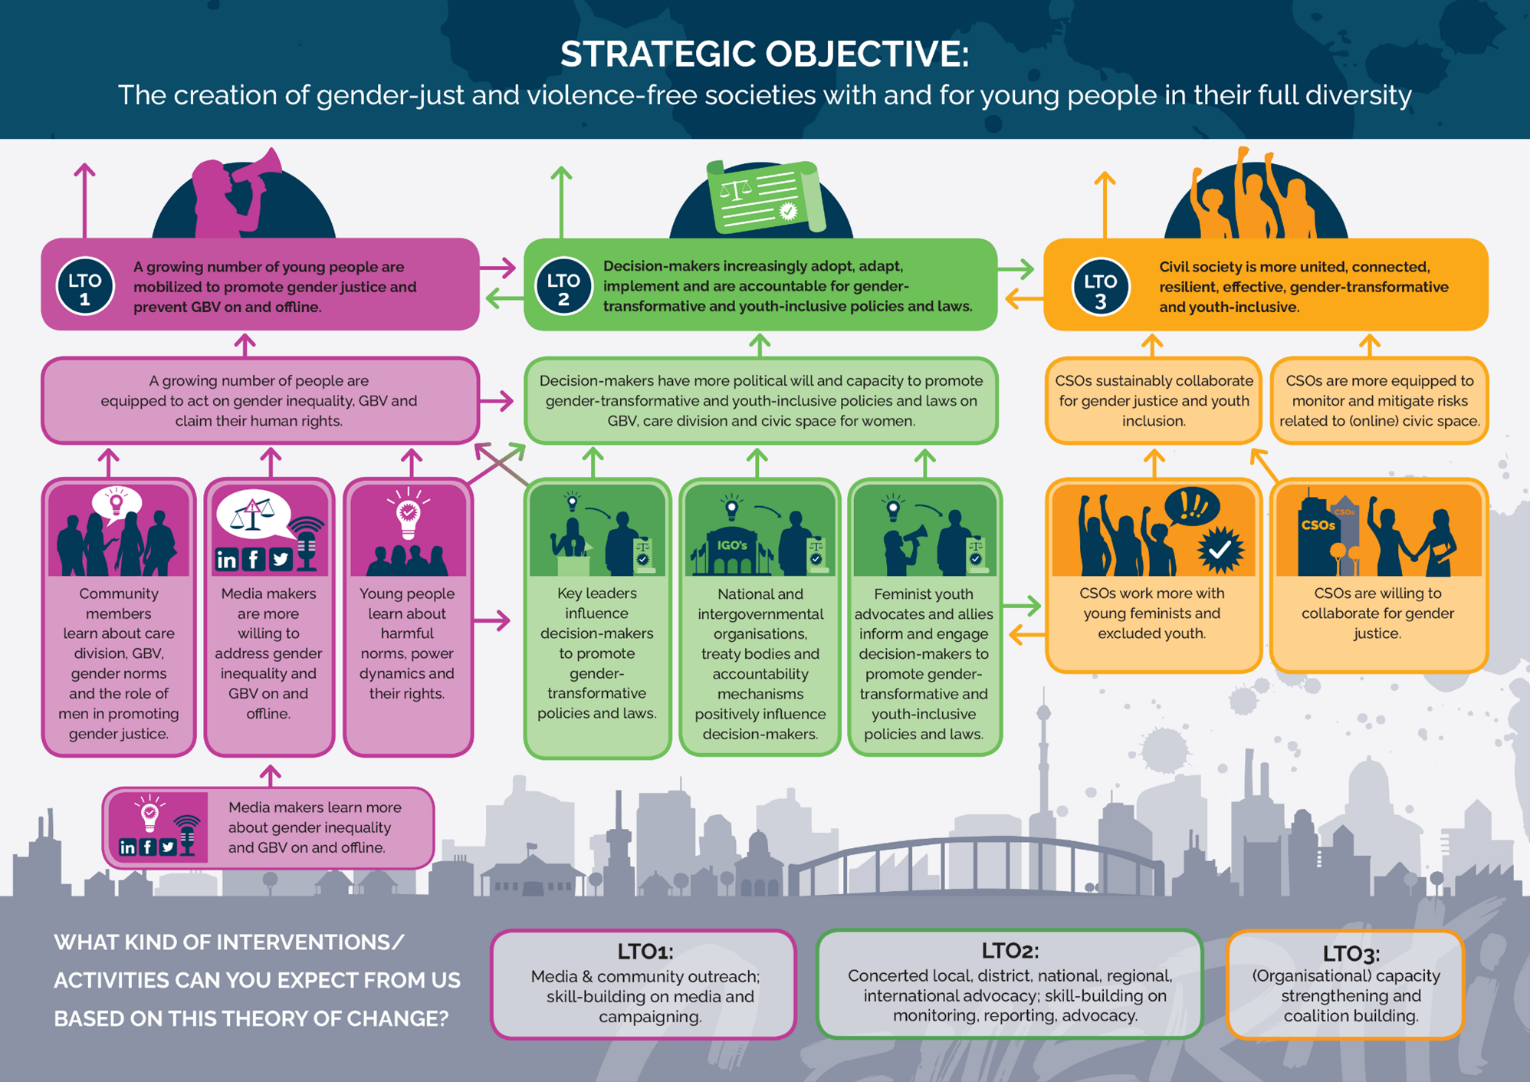 STRATEGIC OBJECTIVE:
The creation of gender-just and violence-free societies with and for young people in their full diversity
LTO
1
A growing number of young people are
mobilized to promote gender justice and
prevent GBV on and offline.
LTO
2
Decision-makers increasingly adopt, adapt,
implement and are accountable for gender-
transformative and youth-inclusive policies and laws.
LTO
3
Civil society is more united, connected,
resilient, effective, gender-transformative
and youth-inclusive.
A growing number of people are
equipped to act on gender inequality, GBV and
claim their human rights.
Decision-makers have more political will and capacity to promote
gender-transformative and youth-inclusive policies and laws on
GBV, care division and civic space for women.
CSOs sustainably collaborate
for gender justice and youth
inclusion.
CSOs are more equipped to
monitor and mitigate risks
related to (online) civic space.
Community
members
learn about care
division, GBV,
gender norms
and the role of
men in promoting
gender justice.
in f
Media makers
are more
willing to
address gender
inequality and
GBV on and
offline.
Young people
learn about
harmful
norms, power
dynamics and
their rights.
Key leaders
influence
decision-makers
to promote
gender-
transformative
policies and laws.
IGO's
National and
intergovernmental
organisations,
treaty bodies and
accountability
mechanisms
positively influence
decision-makers.
Feminist youth
advocates and allies
inform and engage
decision-makers to
promote gender-
transformative and
youth-inclusive
policies and laws.
!!!
CSOs work more with
young feminists and
excluded youth.
CSOs
CSOs
CSOs are willing to
collaborate for gender
justice.
in f
Media makers learn more
about gender inequality
and GBV on and offline.
WHAT KIND OF INTERVENTIONS/
ACTIVITIES CAN YOU EXPECT FROM US
BASED ON THIS THEORY OF CHANGE?
LTO1:
Media & community outreach;
skill-building on media and
campaigning.
LTO2:
Concerted local, district, national, regional,
international advocacy; skill-building on
monitoring, reporting, advocacy.
LTO3:
(Organisational) capacity
strengthening and
coalition building.